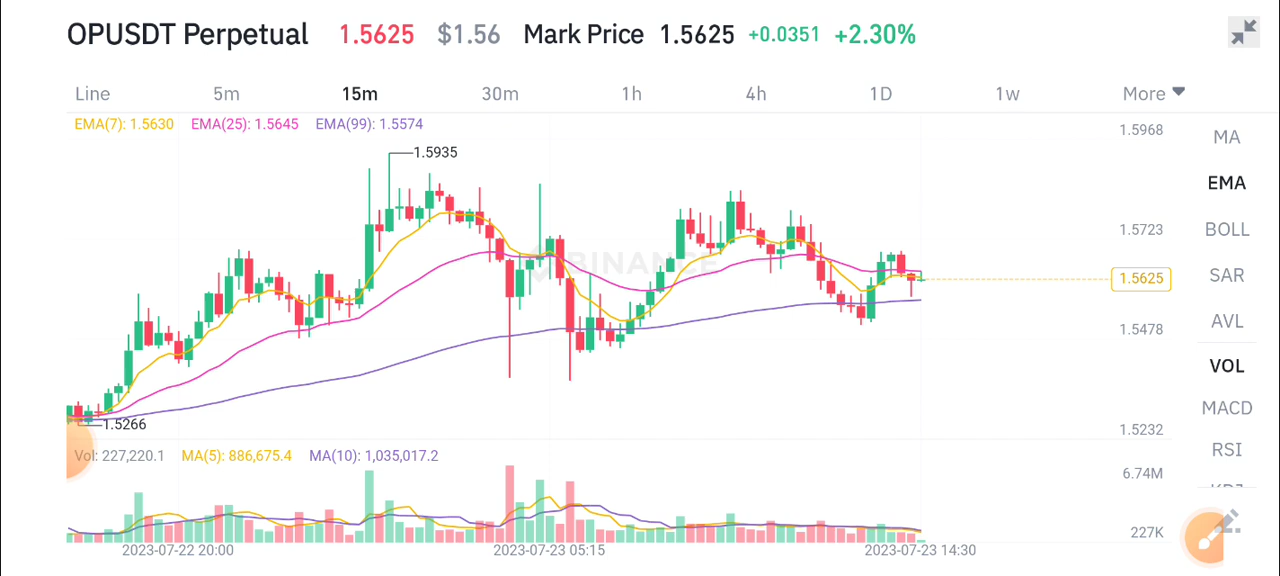 OPUSDT Perpetual 1.5625 $1.56 Mark Price 1.5625 +0.0351 +2.30%
Line 5m 15m 30m 1h 4h 1D 1w More
EMA(7): 1.5630 EMA(25): 1.5645 EMA(99): 1.5574
1.5968
MA
1.5935
EMA
1.5723
BOLL
BINANCE
SAR
1.5625
AVL
1.5478
VOL
MACD
1.5266
1.5232
RSI
Vol: 227,220.1 MA(5): 886,675.4 MA(10): 1,035,017.2
6.74M
227K
2023-07-22 20:00 2023-07-23 05:15 2023-07-23 14:30